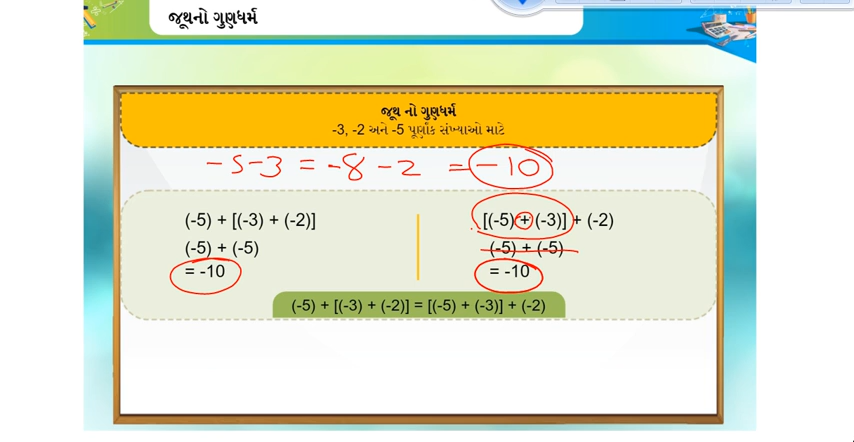 જૂથનો ગુણધર્મ
જૂથ નો ગુણધર્મ
-3, -2 અને -5 પૂર્ણાંક સંખ્યાઓ માટે
-5-3 = -8 -2 = -10
(-5) + [(-3) + (-2)]
(-5) + (-5)
= -10
[(-5) + (-3)] + (-2)
(-5) + (-5)
= -10
(-5) + [(-3) + (-2)] = [(-5) + (-3)] + (-2)